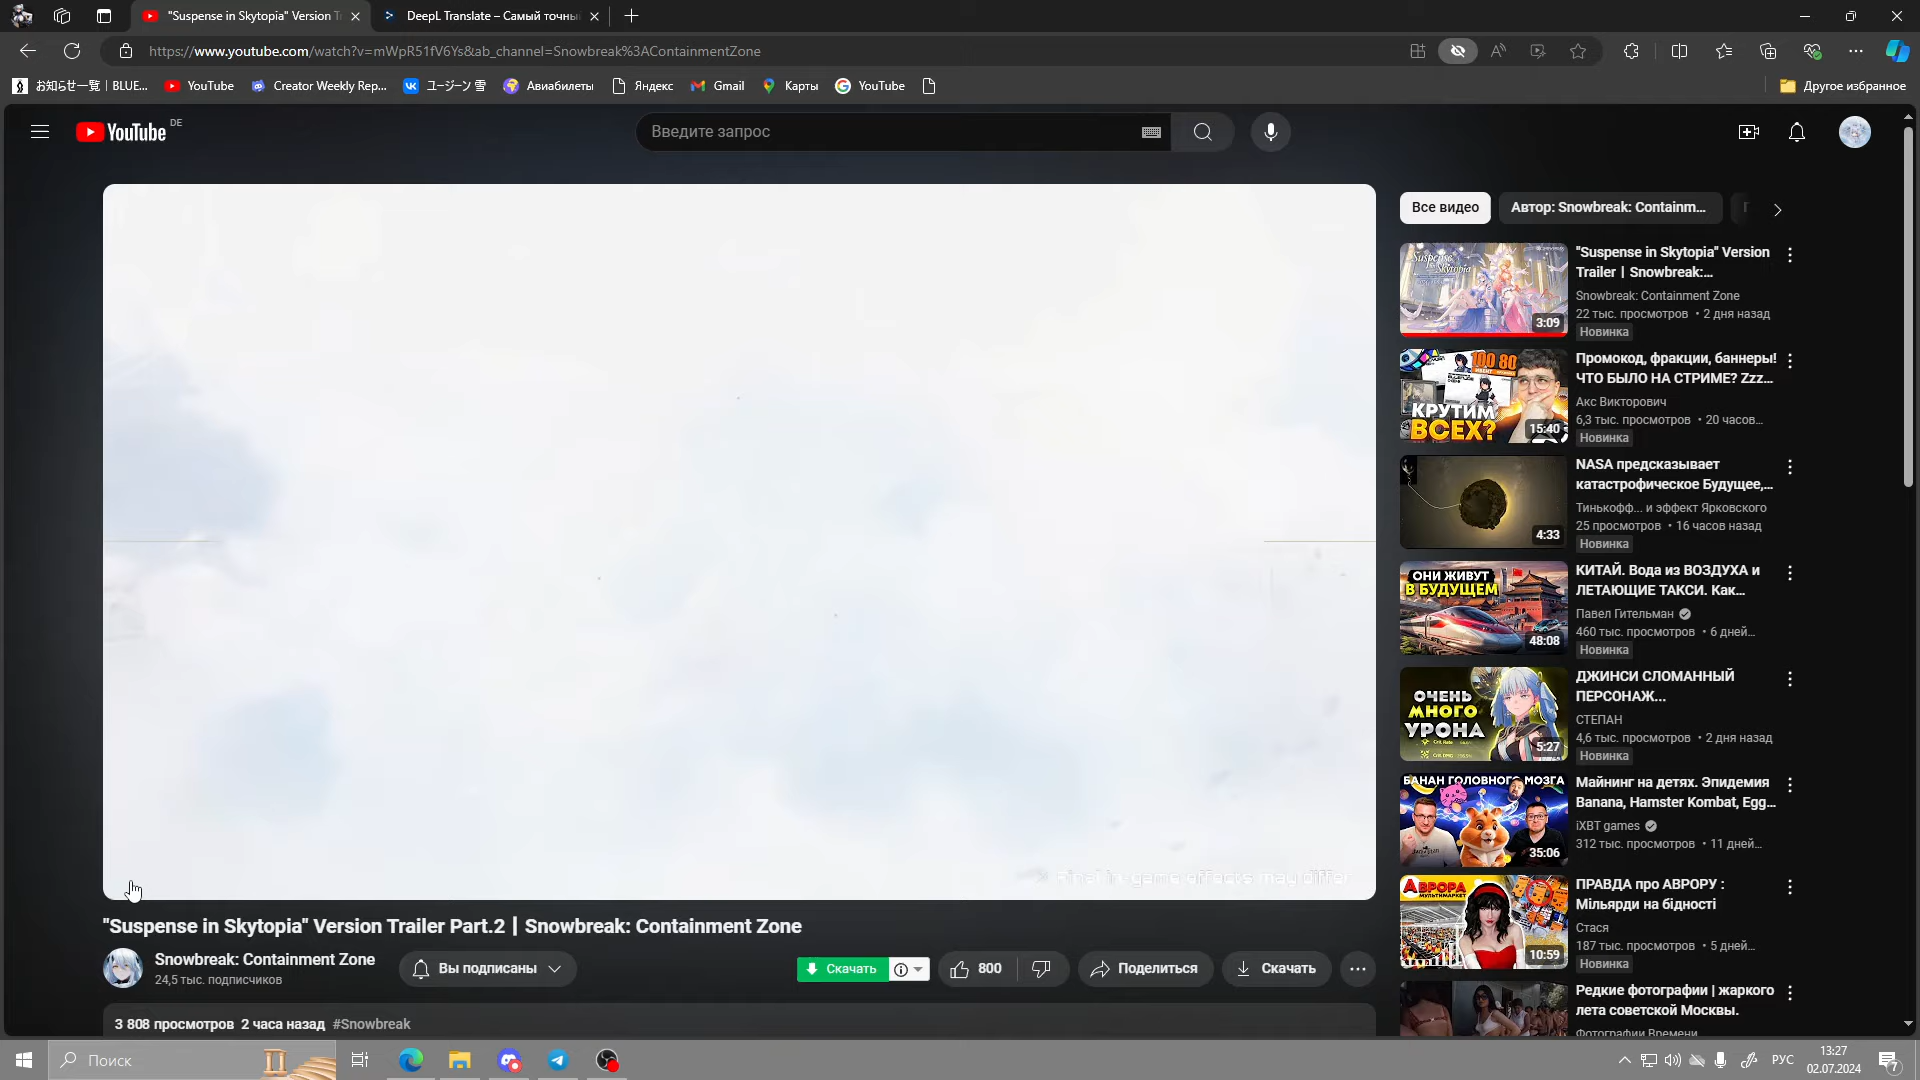 "Suspense in Skytopia" Version T
DeepL Translate – Самый точны
https://www.youtube.com/watch?v=mWpR51fV6Ys&ab_channel=Snowbreak%3AContainmentZone
お知らせ一覧 | BLUE...
YouTube
Creator Weekly Rep...
ユージーン 雪
Авиабилеты
Яндекс
Gmail
Карты
YouTube
Другое избранное
YouTube
DE
Введите запрос
※ Final in-game effects may differ
"Suspense in Skytopia" Version Trailer Part.2 | Snowbreak: Containment Zone
Snowbreak: Containment Zone
24,5 тыс. подписчиков
Вы подписаны
Скачать
800
Поделиться
Скачать
3 808 просмотров 2 часа назад #Snowbreak
Все видео
Автор: Snowbreak: Containm...
Suspense
in
Skytopia
3:09
"Suspense in Skytopia" Version
Trailer | Snowbreak:...
Snowbreak: Containment Zone
22 тыс. просмотров • 2 дня назад
Новинка
100 80
КРУТИМ
ВСЕХ?
15:40
Промокод, фракции, баннеры!
ЧТО БЫЛО НА СТРИМЕ? Zzz...
Акс Викторович
6,3 тыс. просмотров • 20 часов...
Новинка
4:33
NASA предсказывает
катастрофическое Будущее,...
Тинькофф... и эффект Ярковского
25 просмотров • 16 часов назад
Новинка
ОНИ ЖИВУТ
В БУДУЩЕМ
48:08
КИТАЙ. Вода из ВОЗДУХА и
ЛЕТАЮЩИЕ ТАКСИ. Как...
Павел Гительман
460 тыс. просмотров • 6 дней...
Новинка
ОЧЕНЬ
МНОГО
УРОНА
5:27
ДЖИНСИ СЛОМАННЫЙ
ПЕРСОНАЖ...
СТЕПАН
4,6 тыс. просмотров • 2 дня назад
Новинка
БАНАН ГОЛОВНОГО МОЗГА
35:06
Майнинг на детях. Эпидемия
Banana, Hamster Kombat, Egg...
iXBT games
312 тыс. просмотров • 11 дней...
АВРОРА
МУЛЬТИМАРКЕТ
10:59
ПРАВДА про АВРОРУ :
Мільярди на бідності
Стася
187 тыс. просмотров • 5 дней...
Новинка
Редкие фотографии | жаркого
лета советской Москвы.
Фотографии Времени
Поиск
РУС
13:27
02.07.2024
7